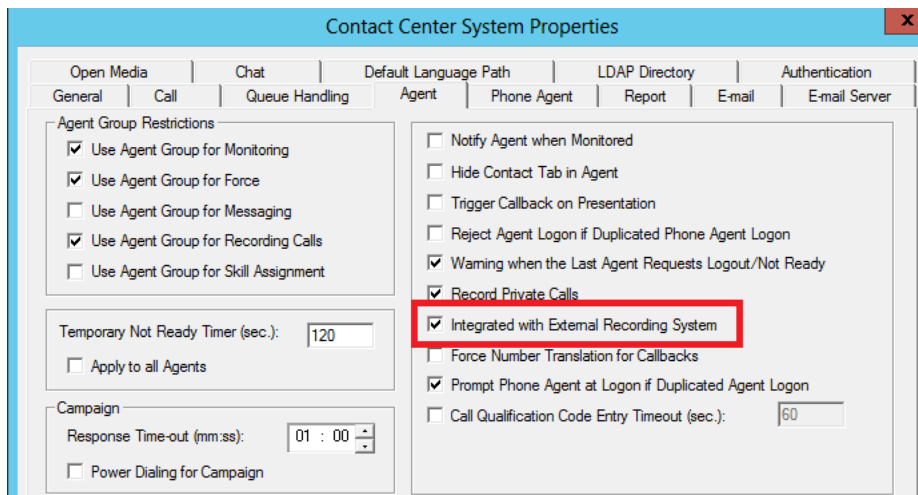 Contact Center System Properties
x
Open Media Chat Default Language Path LDAP Directory Authentication
General Call Queue Handling Agent Phone Agent Report E-mail E-mail Server
Agent Group Restrictions
Use Agent Group for Monitoring
Use Agent Group for Force
Use Agent Group for Messaging
Use Agent Group for Recording Calls
Use Agent Group for Skill Assignment
Temporary Not Ready Timer (sec.): 120
Apply to all Agents
Campaign
Response Time-out (mm:ss): 01 : 00
Power Dialing for Campaign
Notify Agent when Monitored
Hide Contact Tab in Agent
Trigger Callback on Presentation
Reject Agent Logon if Duplicated Phone Agent Logon
Warning when the Last Agent Requests Logout/Not Ready
Record Private Calls
Integrated with External Recording System
Force Number Translation for Callbacks
Prompt Phone Agent at Logon if Duplicated Agent Logon
Call Qualification Code Entry Timeout (sec.): 60